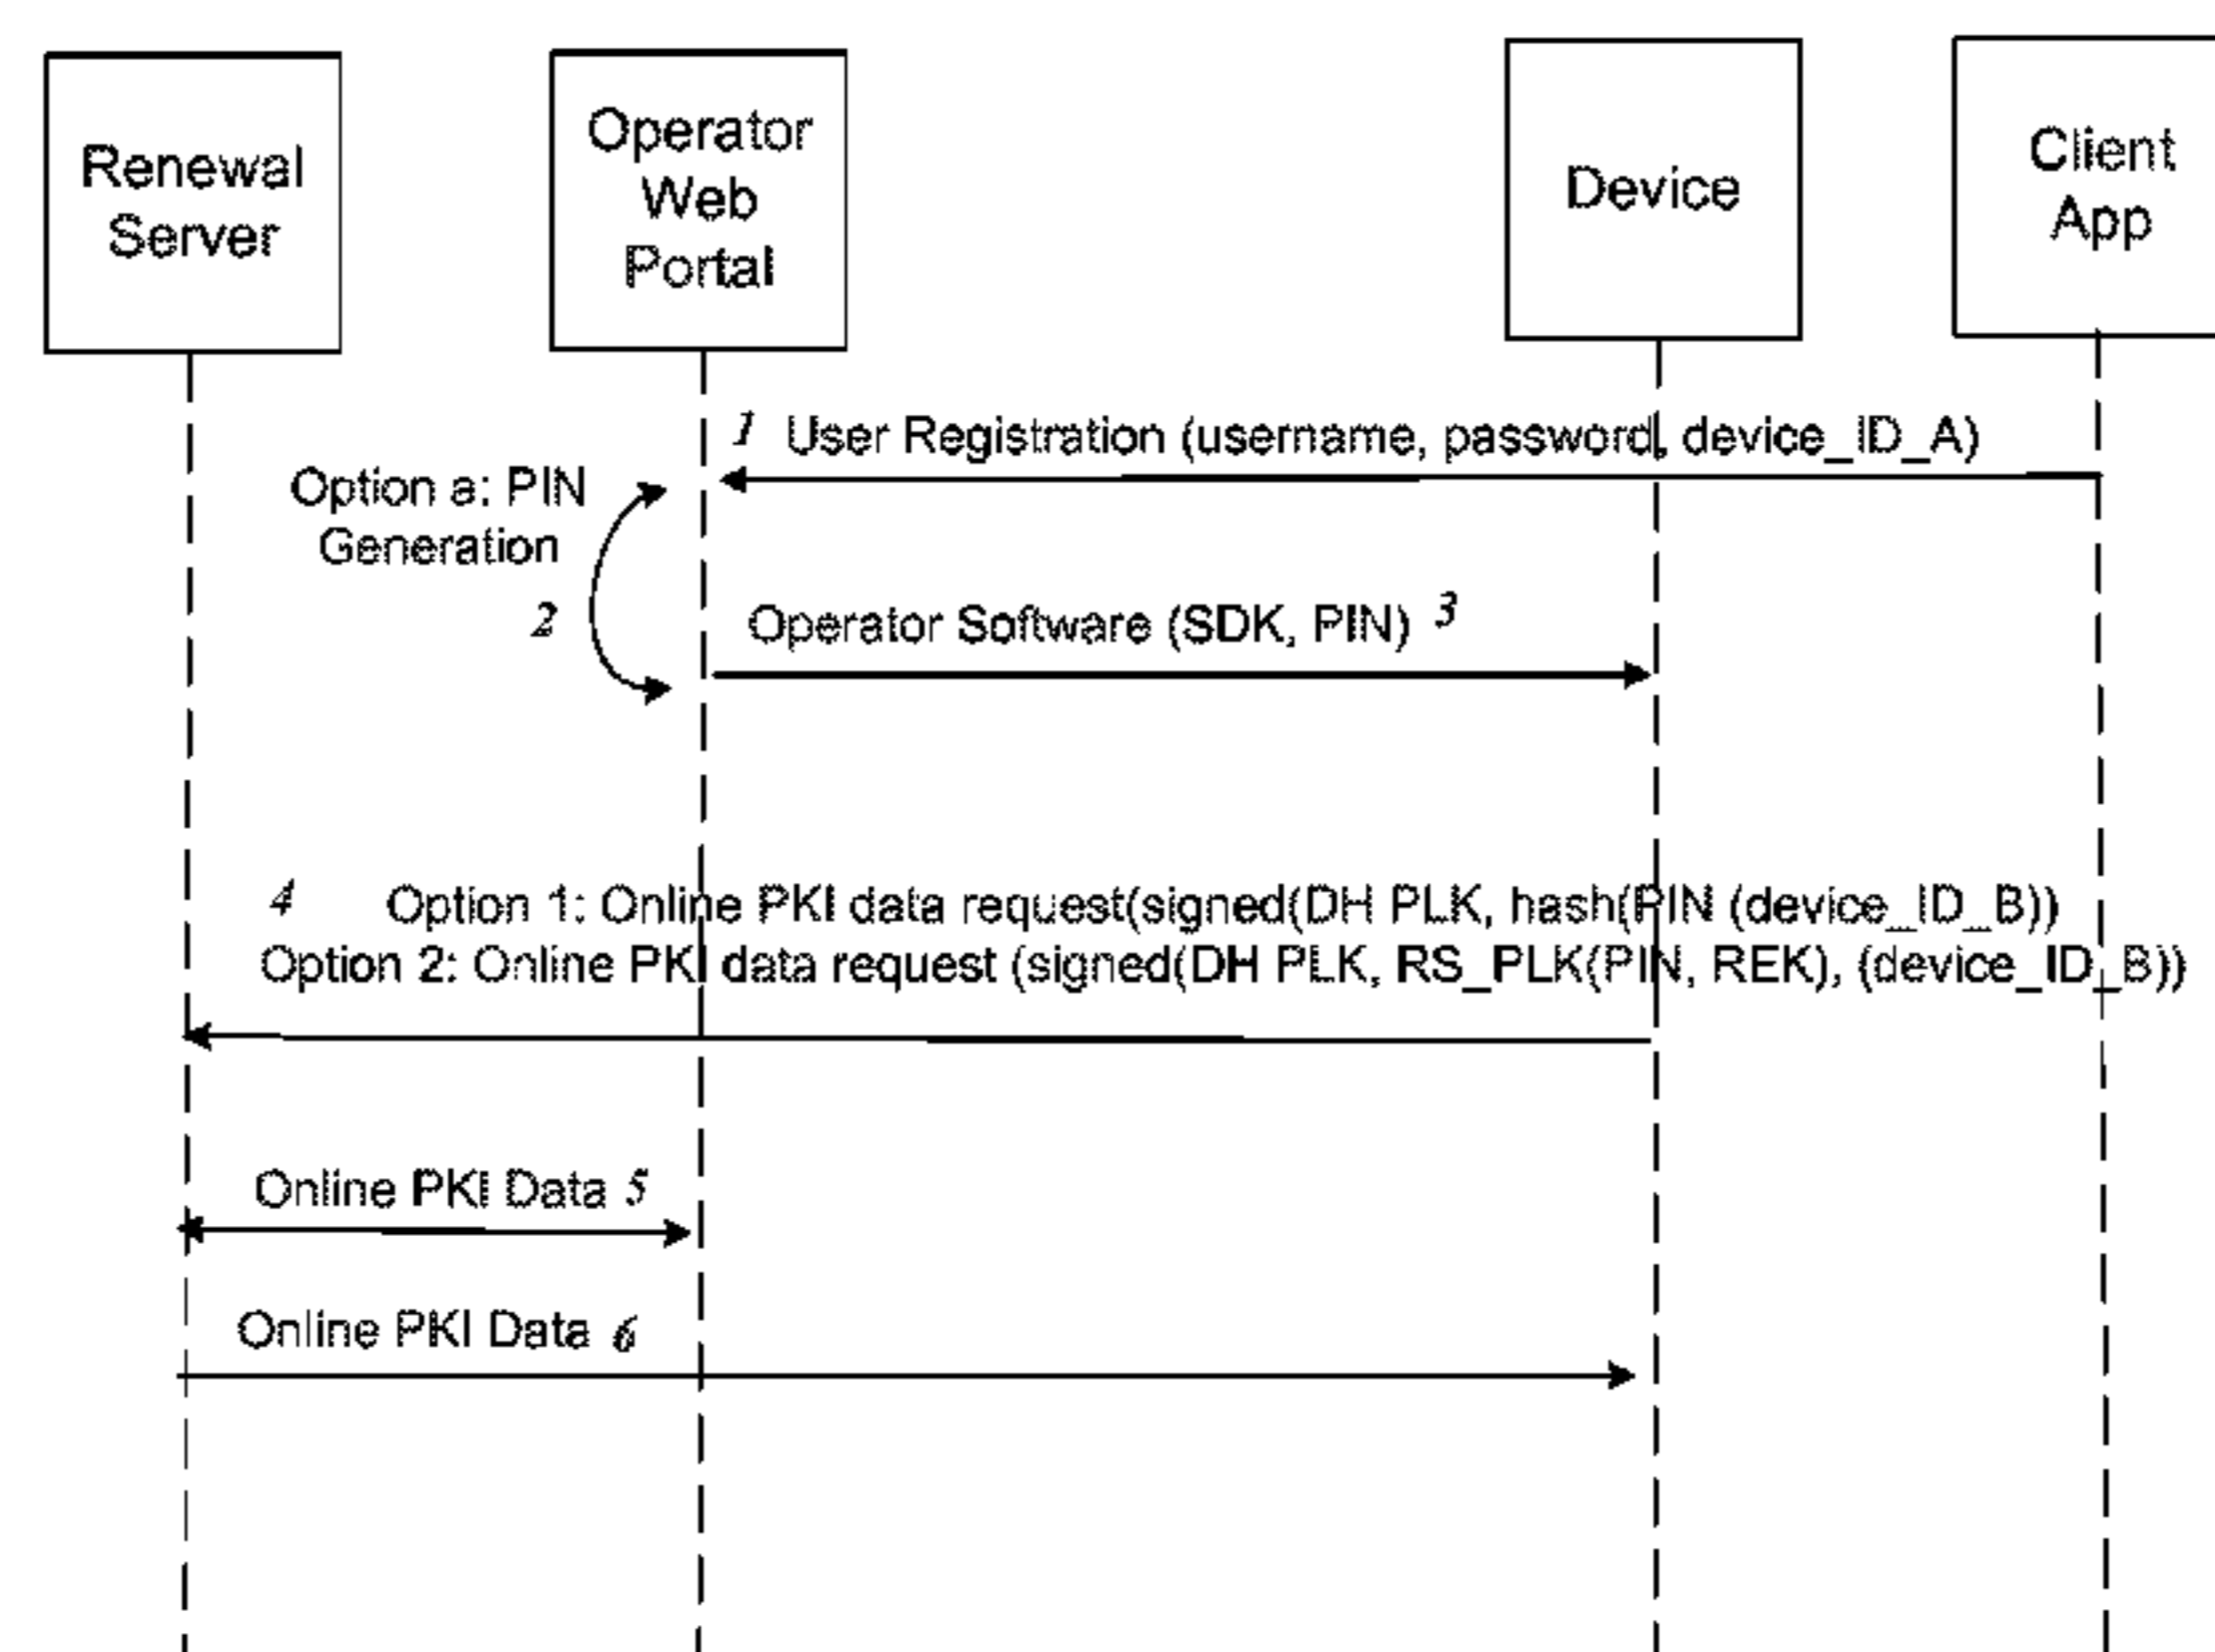 Renewal
Server
Operator
Web
Portal
Device
Client
App
1 User Registration (username, password, device_ID_A)
Option a: PIN
Generation
2
Operator Software (SDK, PIN) 3
4 Option 1: Online PKI data request(signed(DH PLK, hash(PIN (device_ID_B))
Option 2: Online PKI data request (signed(DH PLK, RS_PLK(PIN, REK), (device_ID_B))
Online PKI Data 5
Online PKI Data 6